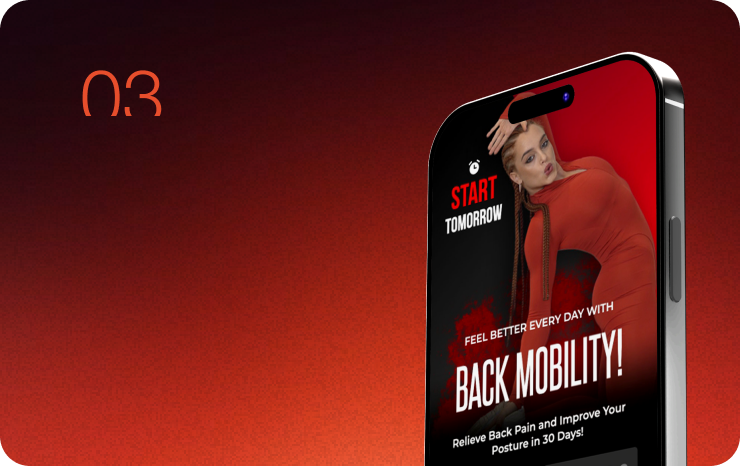 03
START
TOMORROW
FEEL BETTER EVERY DAY WITH
BACK MOBILITY!
Relieve Back Pain and Improve Your
Posture in 30 Days!